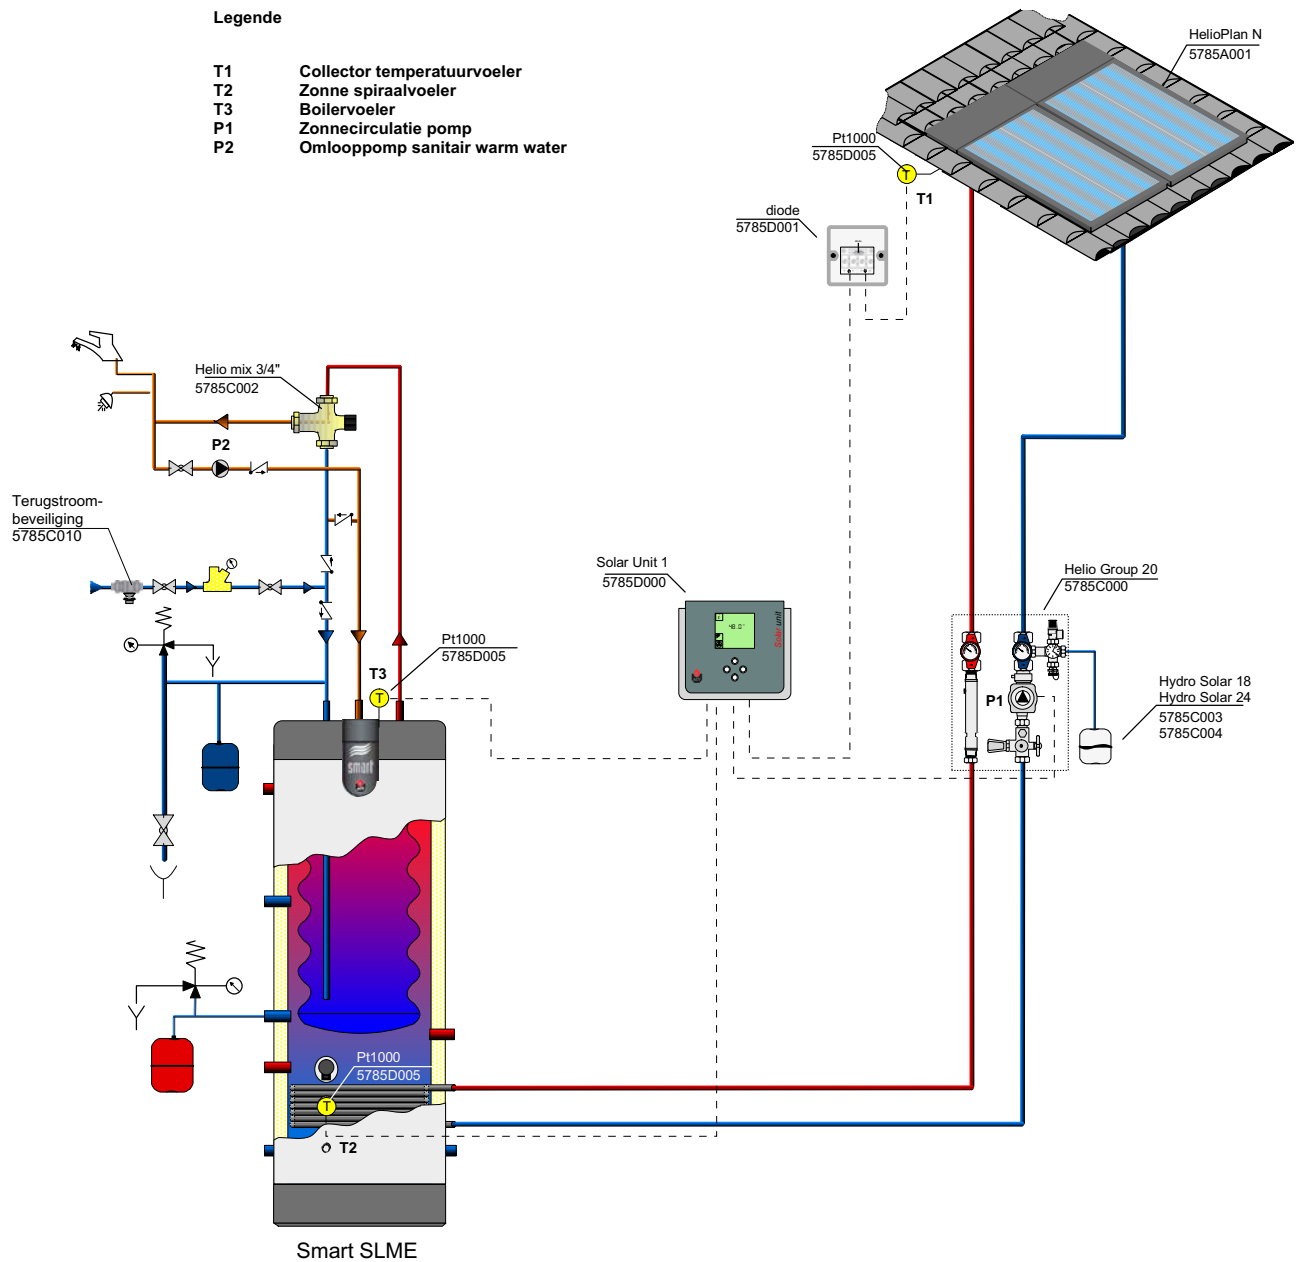 Legende
T1 Collector temperatuurvoeler
T2 Zonne spiraalvoeler
T3 Boilervoeler
P1 Zonnecirculatie pomp
P2 Omlooppomp sanitair warm water
HelioPlan N
5785A001
Pt1000
5785D005
T
T1
diode
5785D001
Helio mix 3/4"
5785C002
P2
Terugstroom-
beveiliging
5785C010
Solar Unit 1
5785D000
Solar unit
Helio Group 20
5785C000
Pt1000
5785D005
T3
T
P1
Hydro Solar 18
Hydro Solar 24
5785C003
5785C004
smart
Pt1000
5785D005
T
T2
Smart SLME